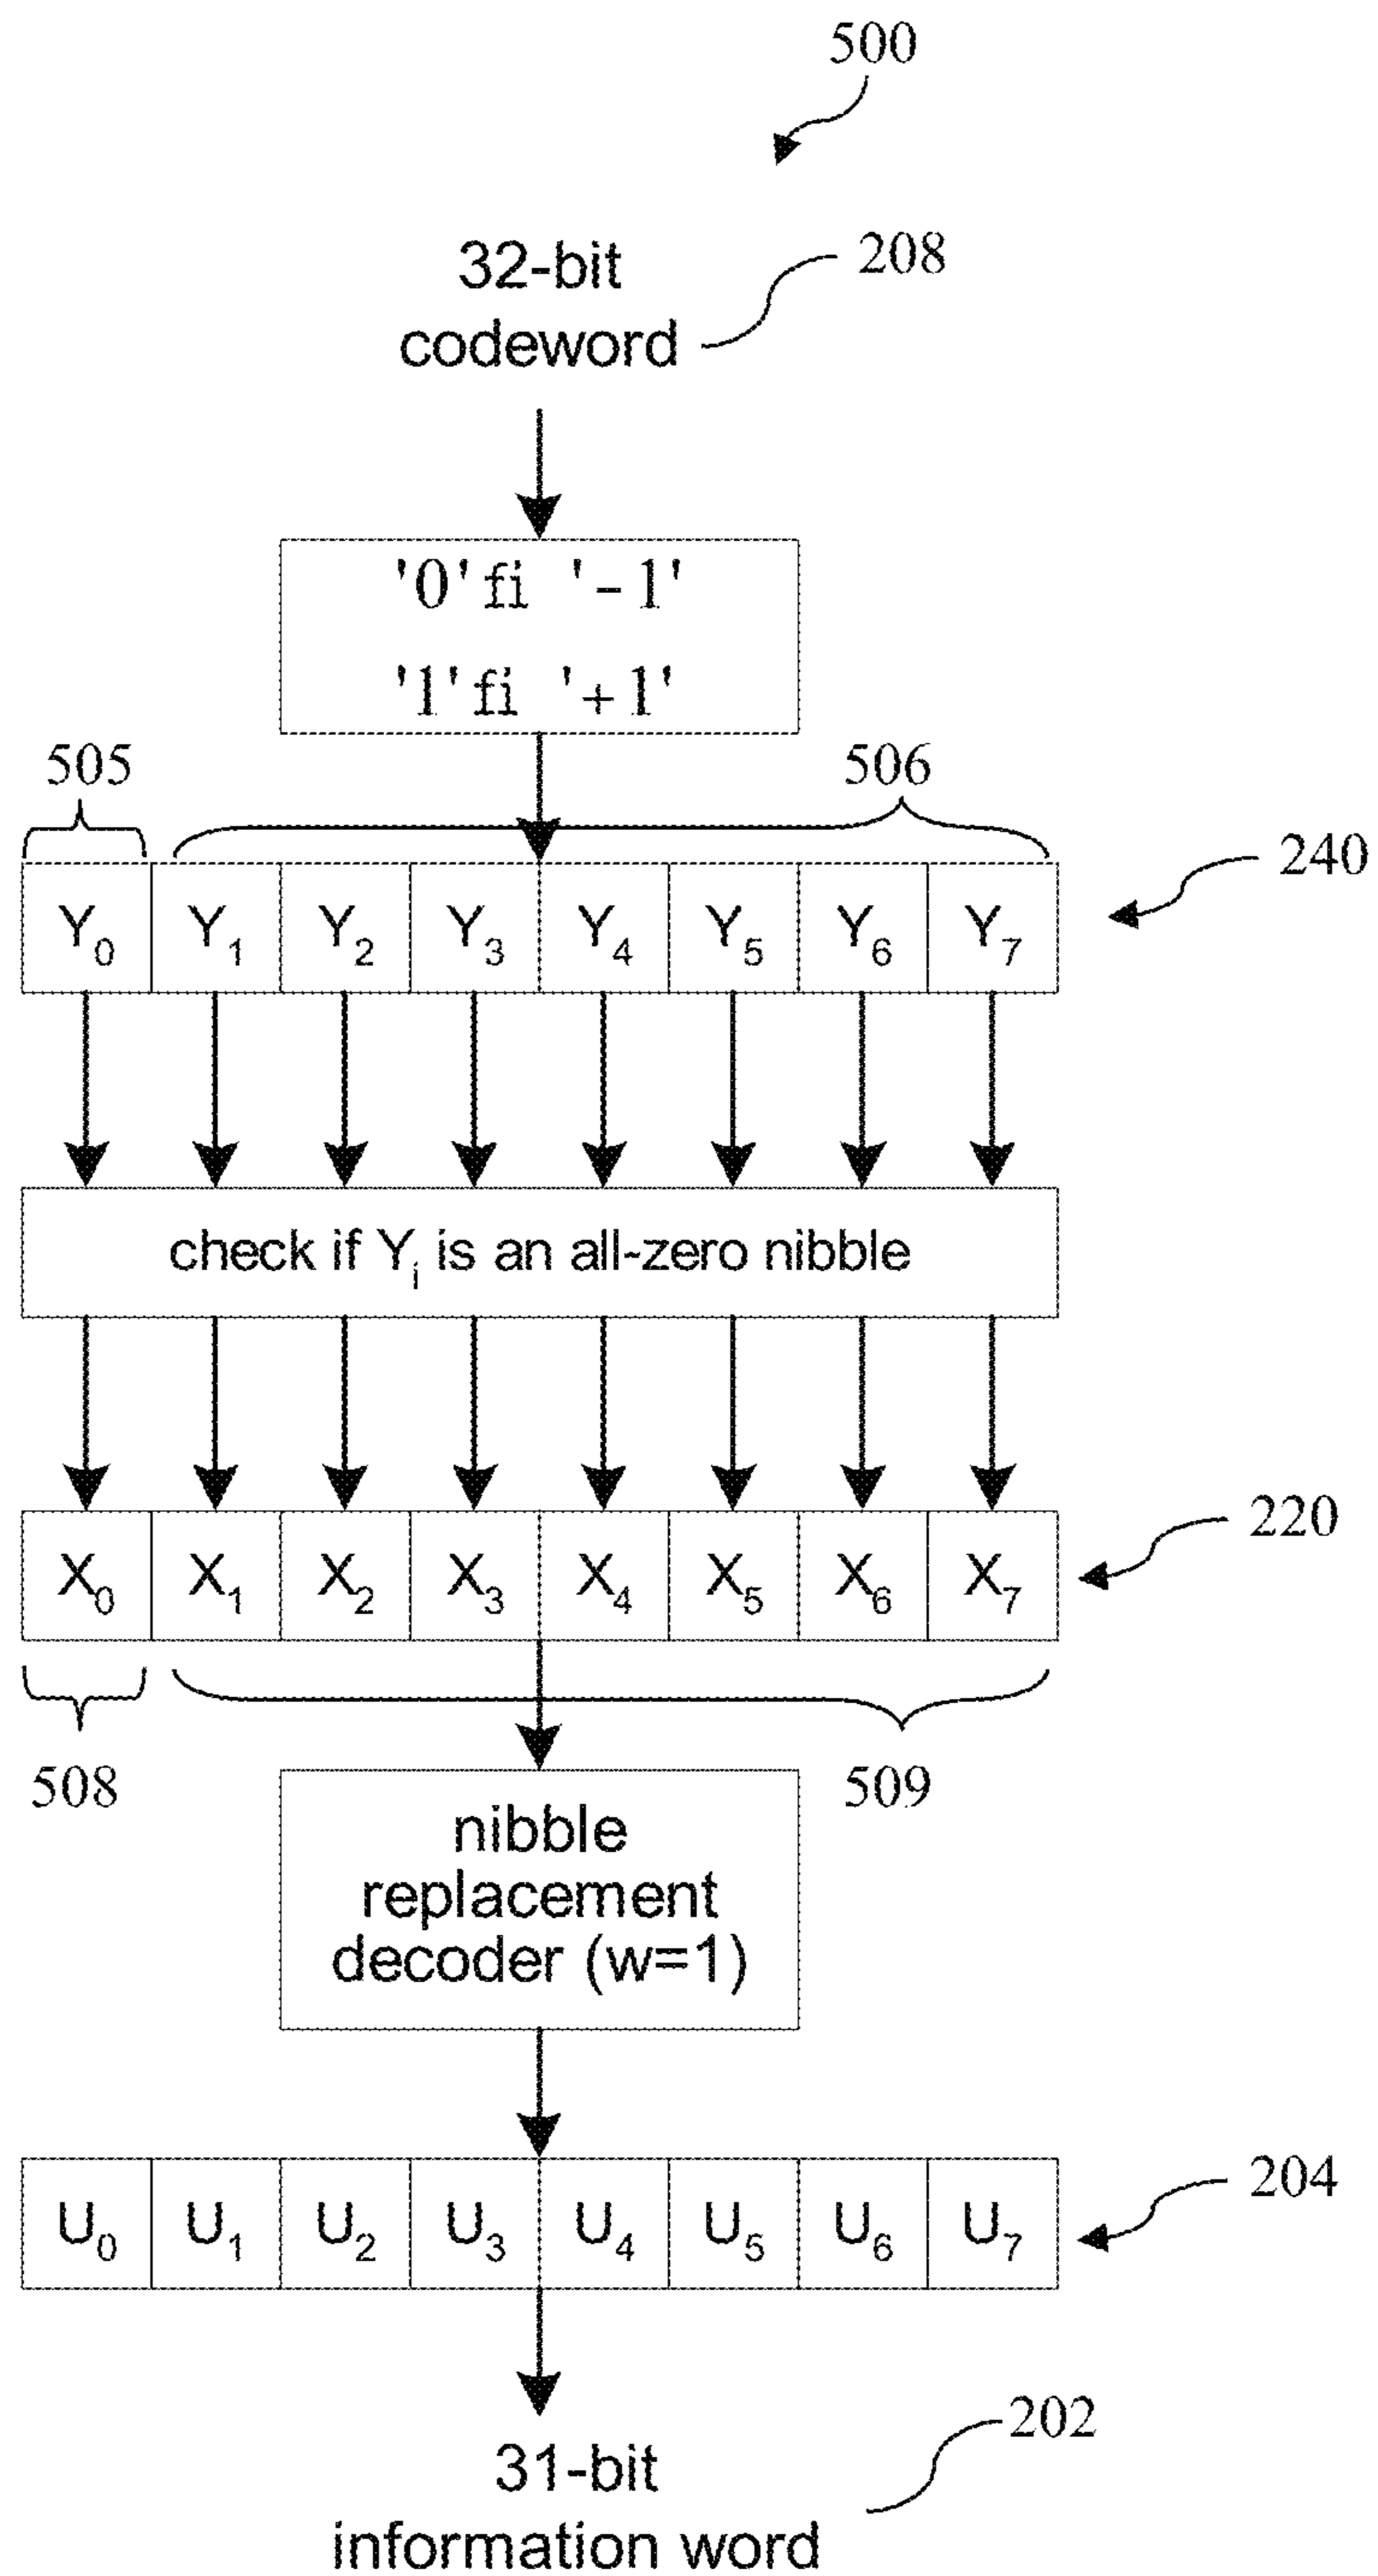 500
32-bit
codeword
208
'0'fi '-1'
'1'fi '+1'
505
506
240
Y0 Y1 Y2 Y3 Y4 Y5 Y6 Y7
check if Yi is an all-zero nibble
220
X0 X1 X2 X3 X4 X5 X6 X7
508
509
nibble
replacement
decoder (w=1)
204
U0 U1 U2 U3 U4 U5 U6 U7
202
31-bit
information word